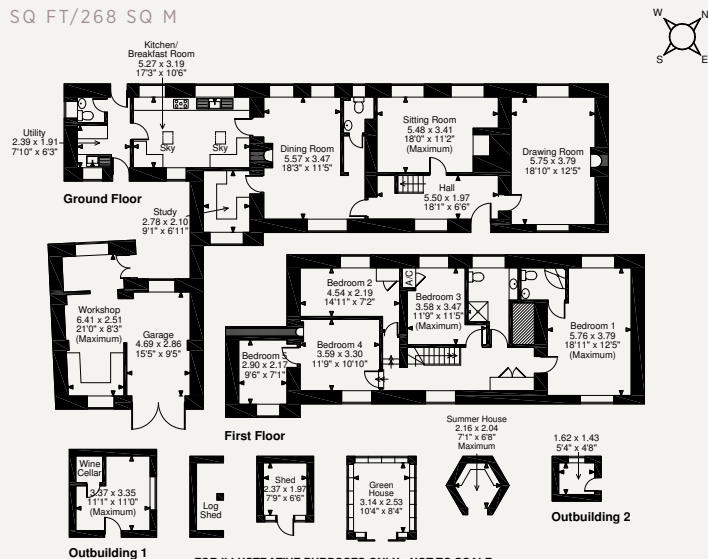 SQ FT/268 SQ M
W
N
S
E
Kitchen/
Breakfast Room
5.27 x 3.19
17'3" x 10'6"
Utility
2.39 x 1.91
7'10" x 6'3"
Sky
Sky
Dining Room
5.57 x 3.47
18'3" x 11'5"
Sitting Room
5.48 x 3.41
18'0" x 11'2"
(Maximum)
Drawing Room
5.75 x 3.79
18'10" x 12'5"
Hall
5.50 x 1.97
18'1" x 6'6"
Ground Floor
Study
2.78 x 2.10
9'1" x 6'11"
Workshop
6.41 x 2.51
21'0" x 8'3"
(Maximum)
Garage
4.69 x 2.86
15'5" x 9'5"
Bedroom 2
4.54 x 2.19
14'11" x 7'2"
A/C
Bedroom 3
3.58 x 3.47
11'9" x 11'5"
(Maximum)
Bedroom 4
3.59 x 3.30
11'9" x 10'10"
Bedroom 5
2.90 x 2.17
9'6" x 7'1"
Bedroom 1
5.76 x 3.79
18'11" x 12'5"
(Maximum)
First Floor
Wine
Cellar
3.37 x 3.35
11'1" x 11'0"
(Maximum)
Outbuilding 1
Log
Shed
Shed
2.37 x 1.97
7'9" x 6'6"
Green
House
3.14 x 2.53
10'4" x 8'4"
Summer House
2.16 x 2.04
7'1" x 6'8"
Maximum
1.62 x 1.43
5'4" x 4'8"
Outbuilding 2
FOR ILLUSTRATIVE PURPOSES ONLY - NOT TO SCALE